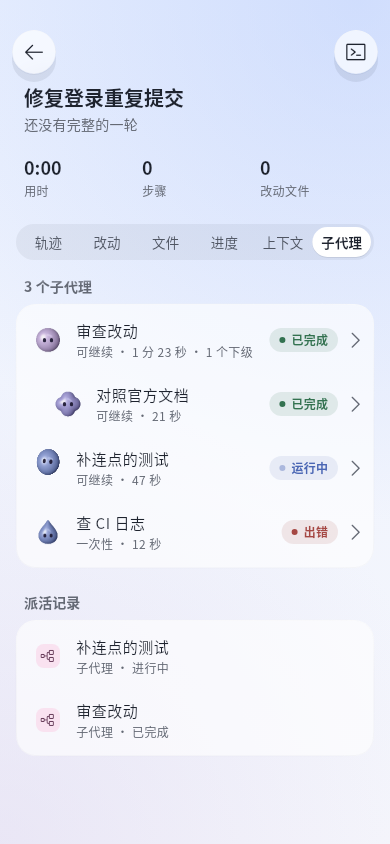 修复登录重复提交
还没有完整的一轮
0:00 0 0
用时 步骤 改动文件
轨迹 改动 文件 进度 上下文 子代理
3 个子代理
审查改动
可继续 · 1 分 23 秒 · 1 个下级
已完成
对照官方文档
可继续 · 21 秒
已完成
补连点的测试
可继续 · 47 秒
运行中
查 CI 日志
一次性 · 12 秒
出错
派活记录
补连点的测试
子代理 · 进行中
审查改动
子代理 · 已完成